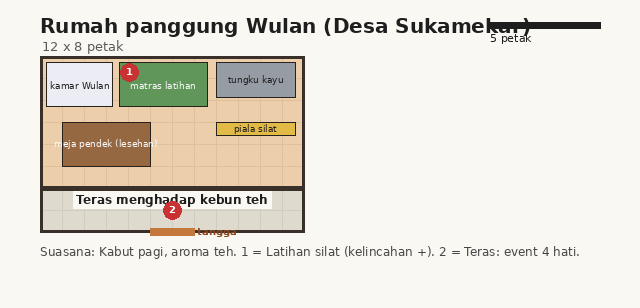 Rumah panggung Wulan (Desa Sukamekar)
12 x 8 petak
5 petak
1
kamar Wulan
matras latihan
tungku kayu
meja pendek (lesehan)
piala silat
Teras menghadap kebun teh
2
tangga
Suasana: Kabut pagi, aroma teh. 1 = Latihan silat (kelincahan +). 2 = Teras: event 4 hati.